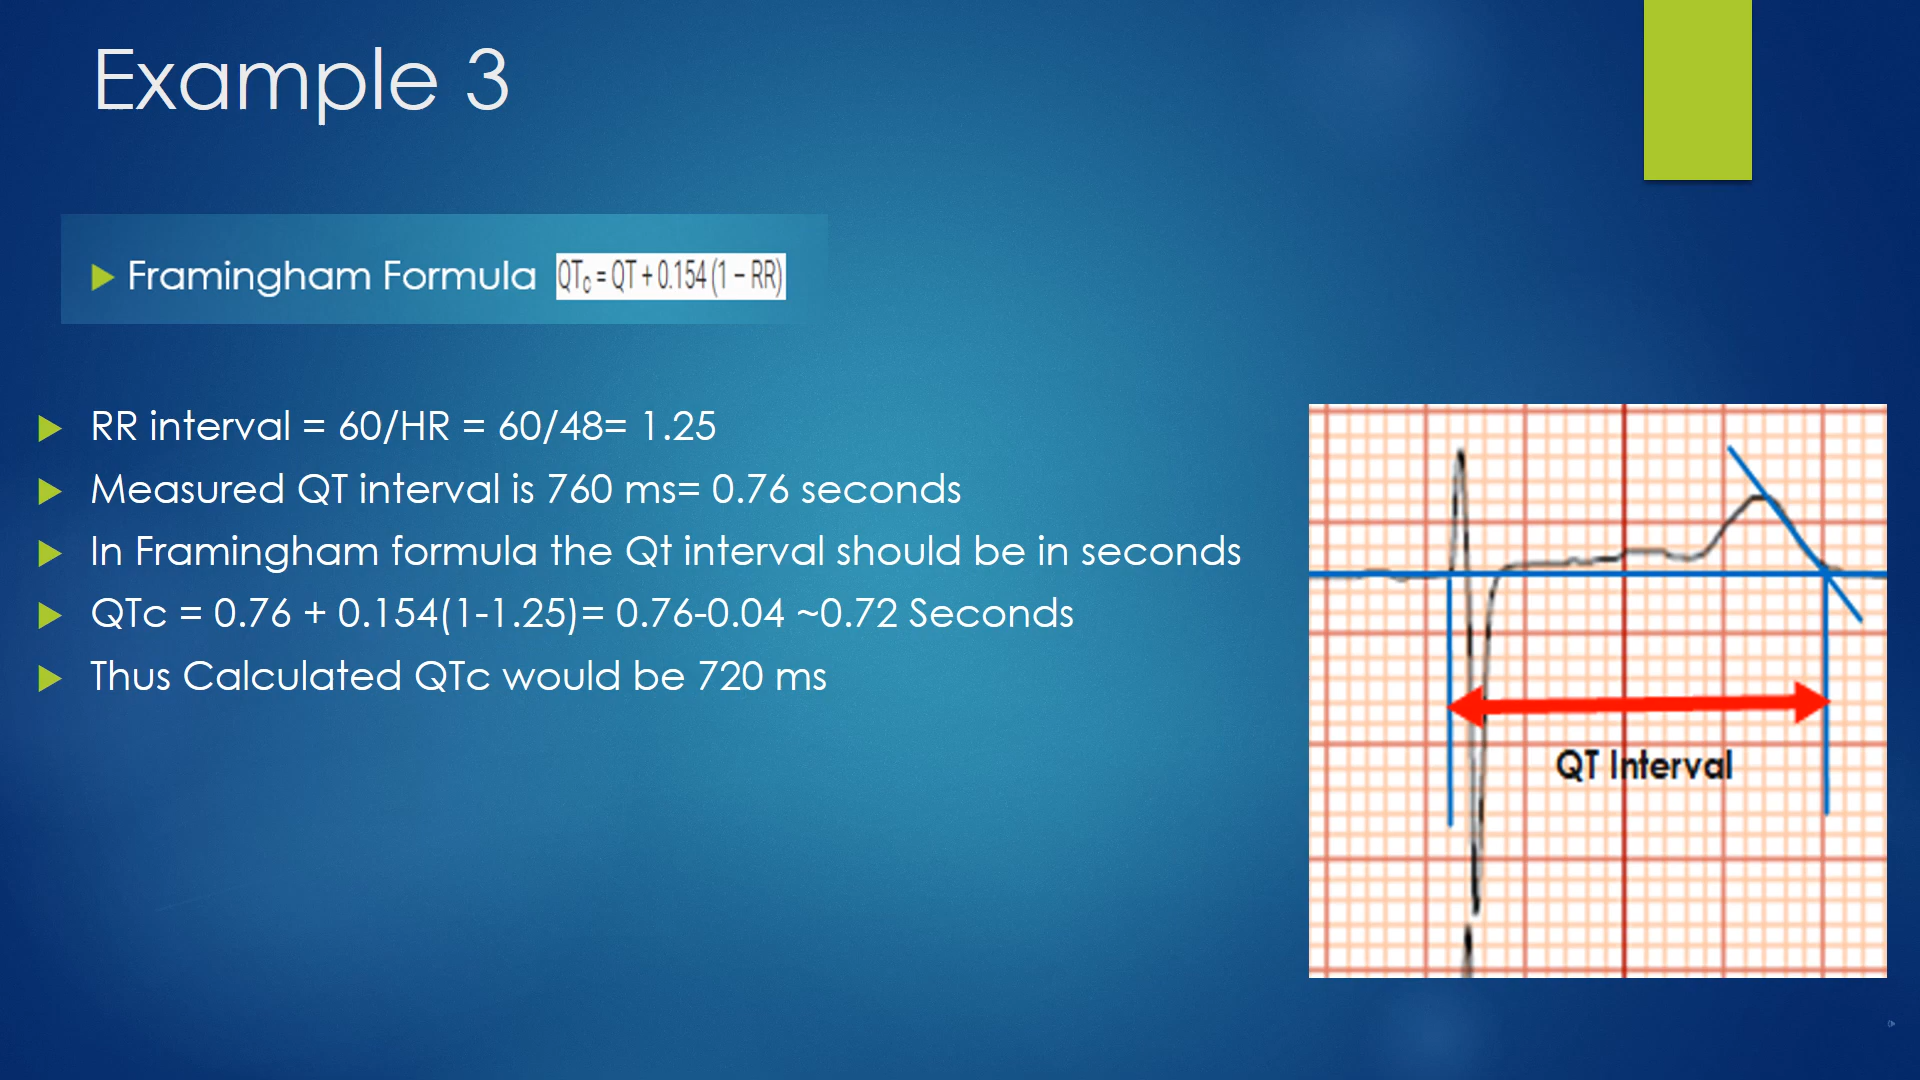 Example 3
Framingham Formula QTc = QT + 0.154 (1 – RR)
RR interval = 60/HR = 60/48= 1.25
Measured QT interval is 760 ms= 0.76 seconds
In Framingham formula the Qt interval should be in seconds
QTc = 0.76 + 0.154(1-1.25)= 0.76-0.04 ~0.72 Seconds
Thus Calculated QTc would be 720 ms
QT Interval